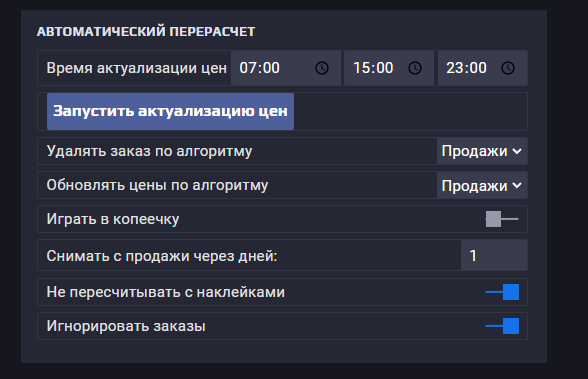 АВТОМАТИЧЕСКИЙ ПЕРЕРАСЧЕТ
Время актуализации цен 07:00 15:00 23:00
Запустить актуализацию цен
Удалять заказ по алгоритму Продажи
Обновлять цены по алгоритму Продажи
Играть в копеечку
Снимать с продажи через дней: 1
Не пересчитывать с наклейками
Игнорировать заказы